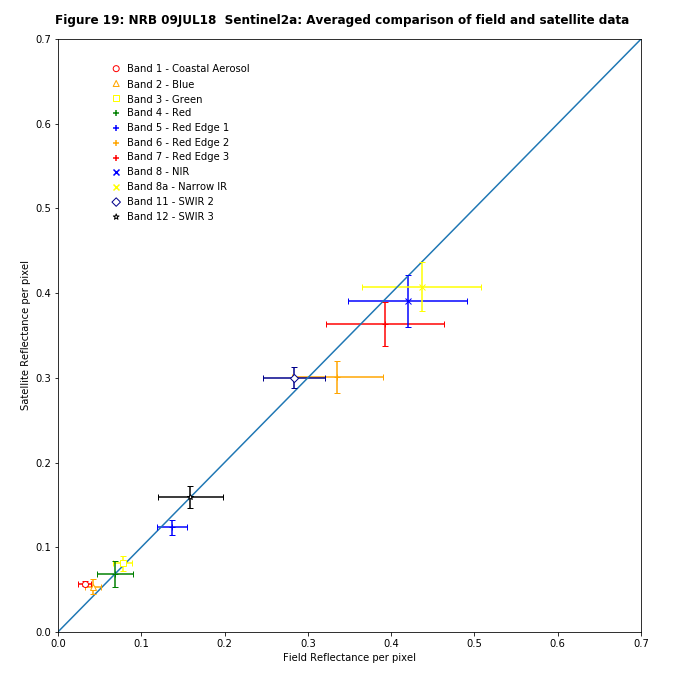 Figure 19: NRB 09JUL18  Sentinel2a: Averaged comparison of field and satellite data
0.7
0.6
0.5
0.4
0.3
0.2
0.1
0.0
Satellite Reflectance per pixel
Band 1 - Coastal Aerosol
Band 2 - Blue
Band 3 - Green
Band 4 - Red
Band 5 - Red Edge 1
Band 6 - Red Edge 2
Band 7 - Red Edge 3
Band 8 - NIR
Band 8a - Narrow IR
Band 11 - SWIR 2
Band 12 - SWIR 3
0.0 0.1 0.2 0.3 0.4 0.5 0.6 0.7
Field Reflectance per pixel